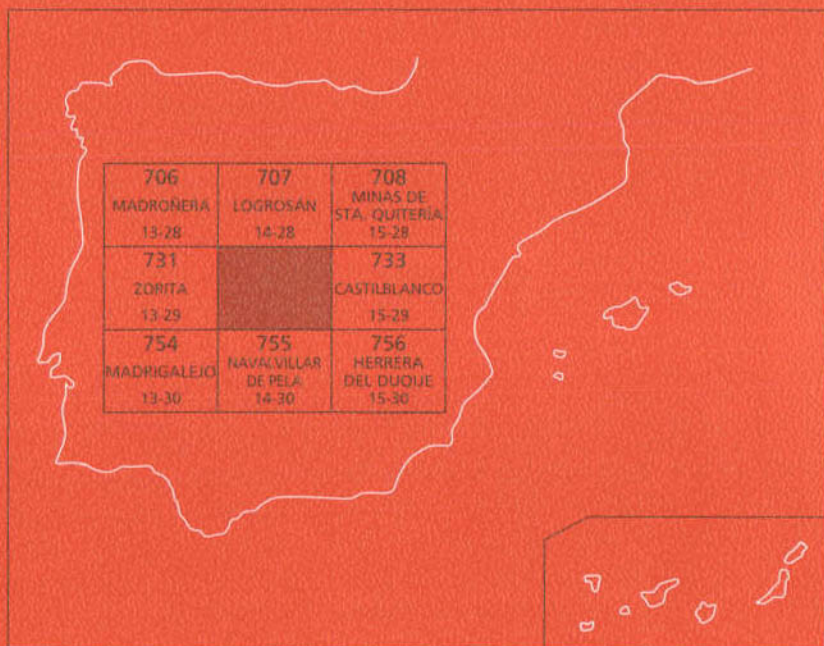 706
MADROÑERA
13-28
707
LOGROSÁN
14-28
708
MINAS DE
STA. QUITERÍA
15-28
731
ZORITA
13-29
733
CASTILBLANCO
15-29
754
MADRIGALEJO
13-30
755
NAVALVILLAR
DE PELA
14-30
756
HERRERA
DEL DUQUE
15-30